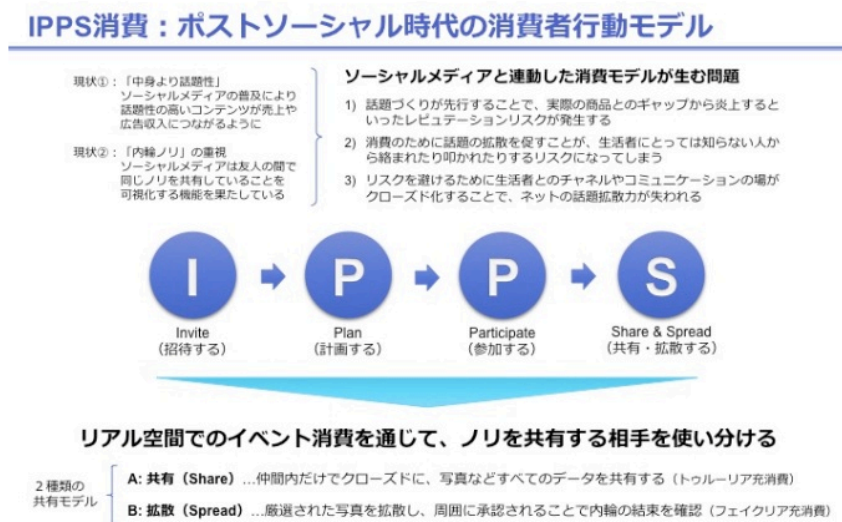 IPPS消費：ポストソーシャル時代の消費者行動モデル
現状①：「中身より話題性」
ソーシャルメディアの普及により
話題性の高いコンテンツが売上や
広告収入につながるように
現状②：「内輪ノリ」の重視
ソーシャルメディアは友人の間で
同じノリを共有していることを
可視化する機能を果たしている
ソーシャルメディアと連動した消費モデルが生む問題
1) 話題づくりが先行することで、実際の商品とのギャップから炎上すると
いったレピュテーションリスクが発生する
2) 消費のために話題の拡散を促すことが、生活者にとっては知らない人か
ら絡まれたり叩かれたりするリスクになってしまう
3) リスクを避けるために生活者とのチャネルやコミュニケーションの場が
クローズド化することで、ネットの話題拡散力が失われる
I P P S
Invite Plan Participate Share & Spread
（招待する） （計画する） （参加する） （共有・拡散する）
リアル空間でのイベント消費を通じて、ノリを共有する相手を使い分ける
2種類の
共有モデル
A: 共有（Share）…仲間内だけでクローズドに、写真などすべてのデータを共有する（トゥルーリア充消費）
B: 拡散（Spread）…厳選された写真を拡散し、周囲に承認されることで内輪の結束を確認（フェイクリア充消費）